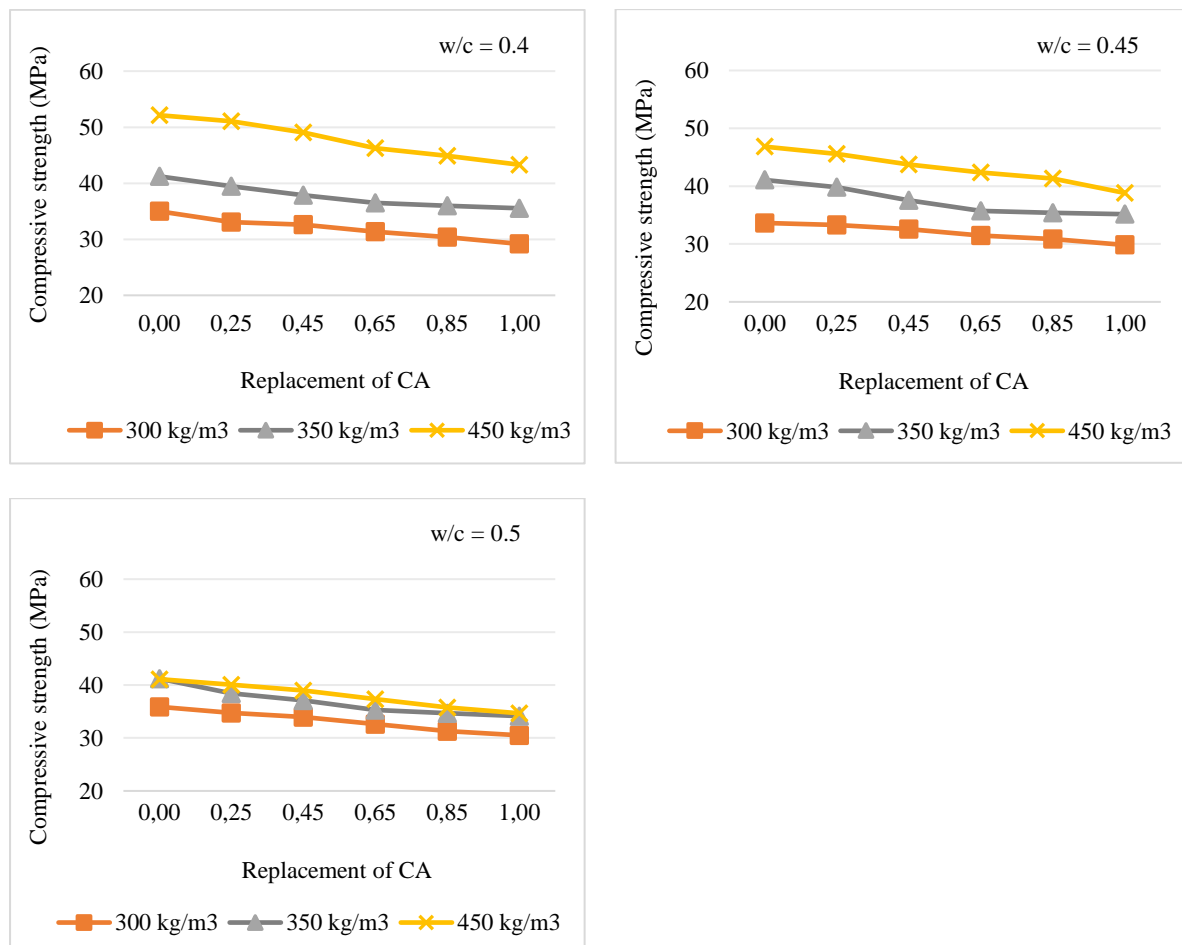 w/c = 0.4
Compressive strength (MPa)
60
50
40
30
20
0,00 0,25 0,45 0,65 0,85 1,00
Replacement of CA
300 kg/m3 350 kg/m3 450 kg/m3
w/c = 0.45
Compressive strength (MPa)
60
50
40
30
20
0,00 0,25 0,45 0,65 0,85 1,00
Replacement of CA
300 kg/m3 350 kg/m3 450 kg/m3
w/c = 0.5
Compressive strength (MPa)
60
50
40
30
20
0,00 0,25 0,45 0,65 0,85 1,00
Replacement of CA
300 kg/m3 350 kg/m3 450 kg/m3